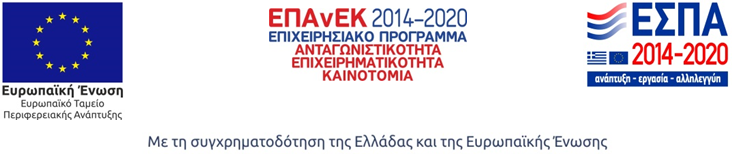 Ευρωπαϊκή Ένωση
Ευρωπαϊκό Ταμείο
Περιφερειακής Ανάπτυξης
ΕΠΑνΕΚ 2014–2020
ΕΠΙΧΕΙΡΗΣΙΑΚΟ ΠΡΟΓΡΑΜΜΑ
ΑΝΤΑΓΩΝΙΣΤΙΚΟΤΗΤΑ
ΕΠΙΧΕΙΡΗΜΑΤΙΚΟΤΗΤΑ
ΚΑΙΝΟΤΟΜΙΑ
ΕΣΠΑ
2014-2020
ανάπτυξη - εργασία - αλληλεγγύη
Με τη συγχρηματοδότηση της Ελλάδας και της Ευρωπαϊκής Ένωσης